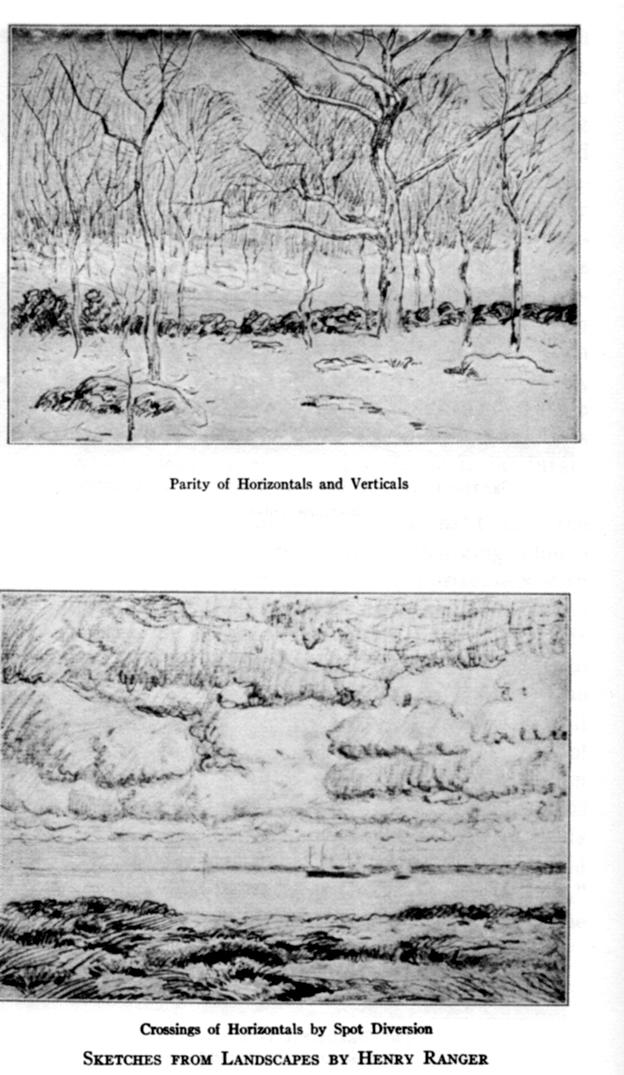 Parity of Horizontals and Verticals
Crossings of Horizontals by Spot Diversion
SKETCHES FROM LANDSCAPES BY HENRY RANGER